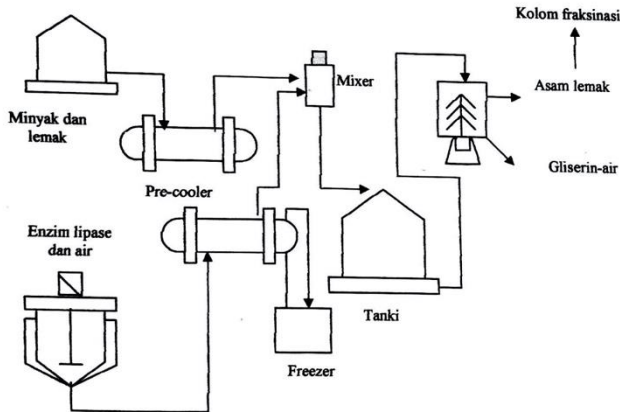 Kolom fraksinasi
Mixer
Asam lemak
Minyak dan
lemak
Gliserin-air
Pre-cooler
Enzim lipase
dan air
Tanki
Freezer